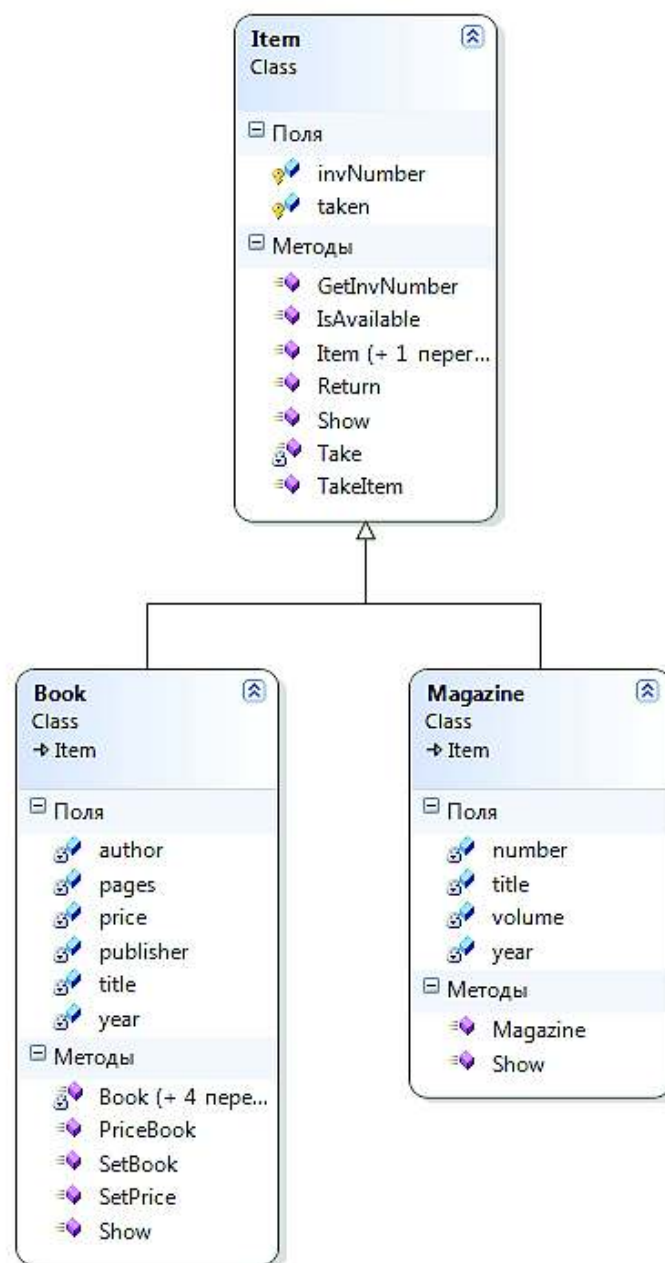 Item
Class
Поля
invNumber
taken
Методы
GetInvNumber
IsAvailable
Item (+ 1 перег...
Return
Show
Take
TakeItem
Book
Class
Item
Поля
author
pages
price
publisher
title
year
Методы
Book (+ 4 пере...
PriceBook
SetBook
SetPrice
Show
Magazine
Class
Item
Поля
number
title
volume
year
Методы
Magazine
Show